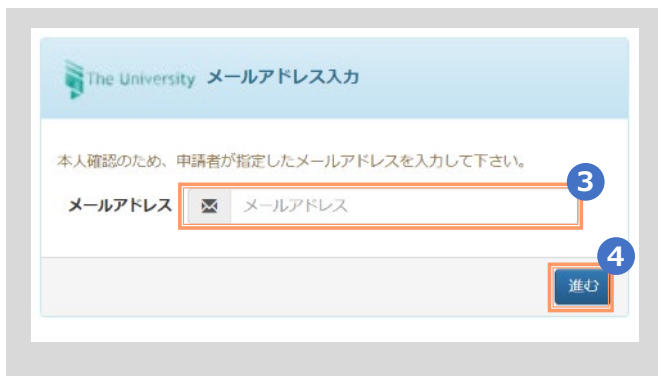 The University メールアドレス入力
本人確認のため、申請者が指定したメールアドレスを入力して下さい。
3
メールアドレス メールアドレス
4
進む